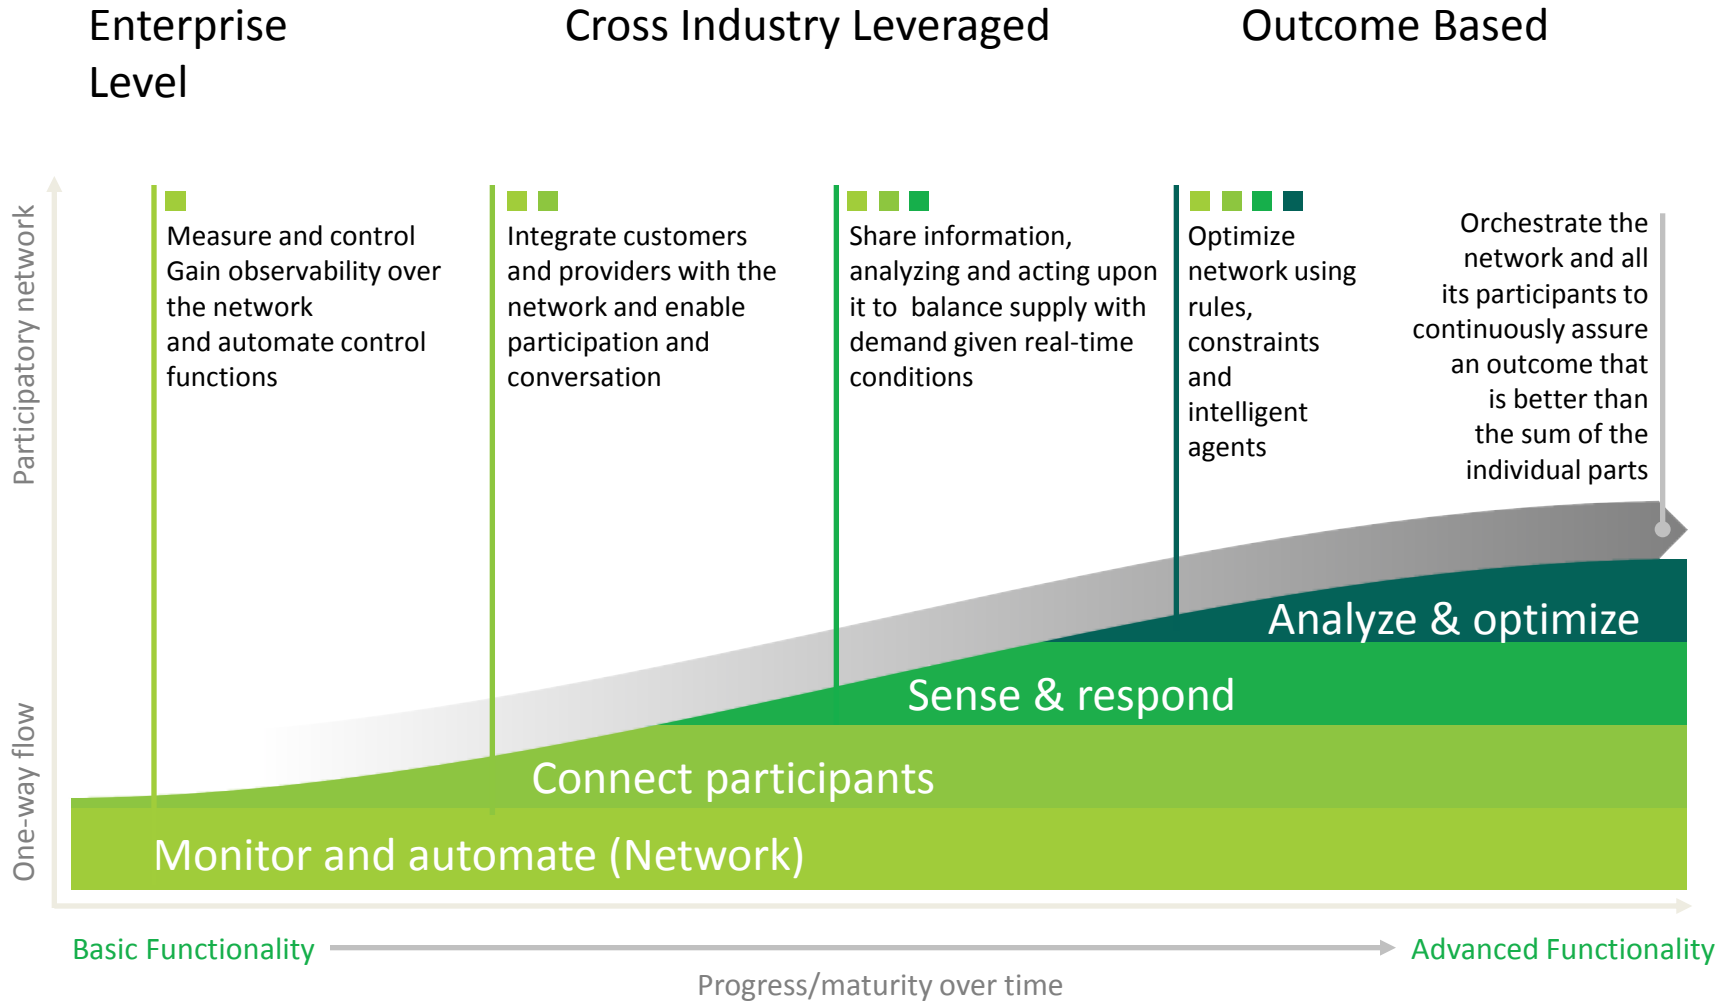 Enterprise
Level
Cross Industry Leveraged
Outcome Based
Participatory network
One-way flow
Measure and control
Gain observability over
the network
and automate control
functions
Integrate customers
and providers with the
network and enable
participation and
conversation
Share information,
analyzing and acting upon
it to  balance supply with
demand given real-time
conditions
Optimize
network using
rules,
constraints
and
intelligent
agents
Orchestrate the
network and all
its participants to
continuously assure
an outcome that
is better than
the sum of the
individual parts
Analyze & optimize
Sense & respond
Connect participants
Monitor and automate (Network)
Basic Functionality
Advanced Functionality
Progress/maturity over time